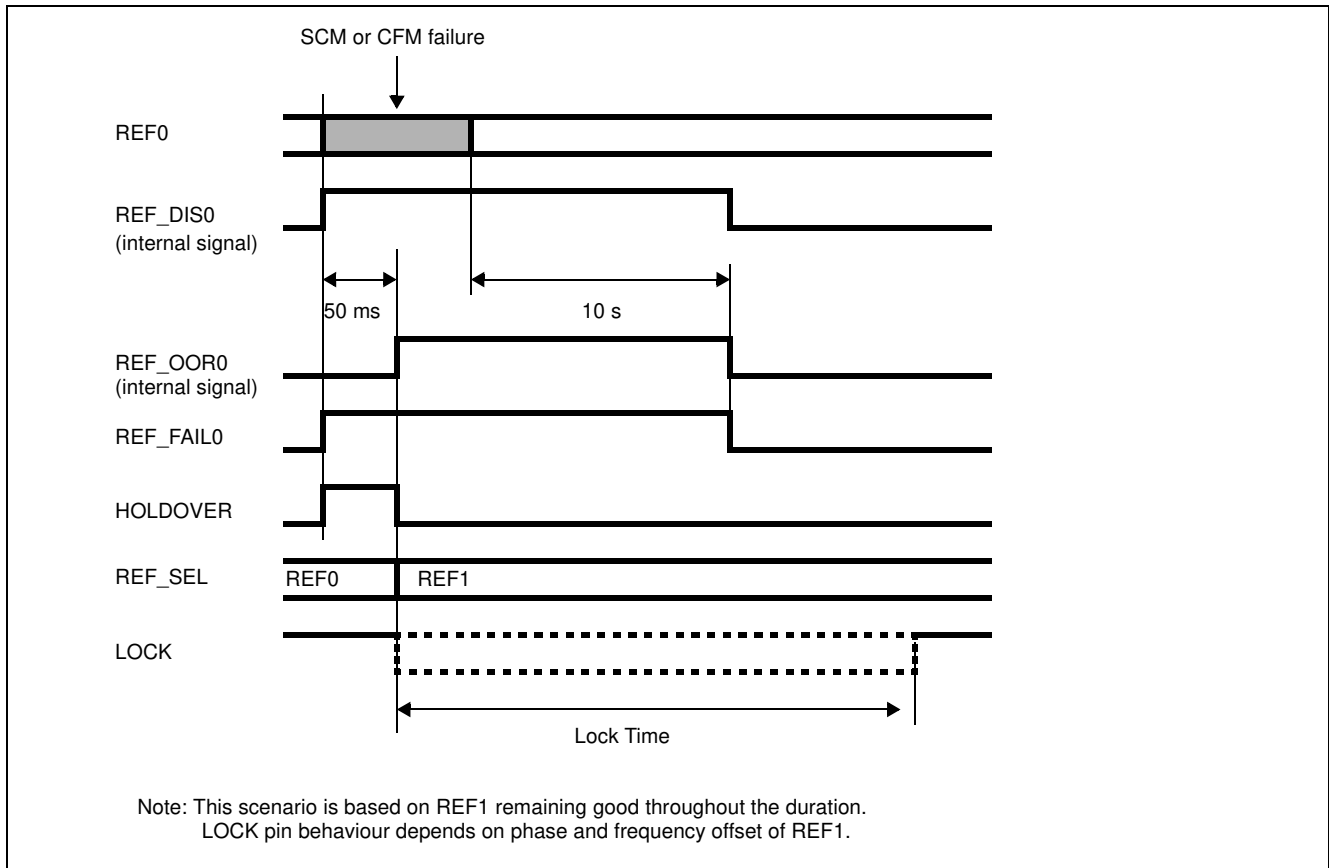 SCM or CFM failure
REF0
REF_DIS0
(internal signal)
50 ms
10 s
REF_OOR0
(internal signal)
REF_FAIL0
HOLDOVER
REF_SEL
REF0
REF1
LOCK
Lock Time
Note: This scenario is based on REF1 remaining good throughout the duration.
LOCK pin behaviour depends on phase and frequency offset of REF1.